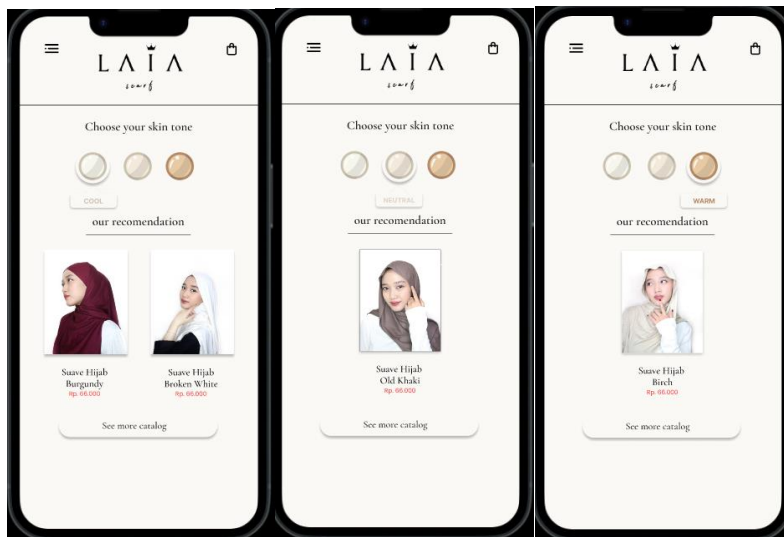 LAIA
scarf
Choose your skin tone
COOL
our recomendation
Suave Hijab
Burgundy
Rp. 66.000
Suave Hijab
Broken White
Rp. 66.000
See more catalog
LAIA
scarf
Choose your skin tone
NEUTRAL
our recomendation
Suave Hijab
Old Khaki
Rp. 66.000
See more catalog
LAIA
scarf
Choose your skin tone
WARM
our recomendation
Suave Hijab
Birch
Rp. 66.000
See more catalog